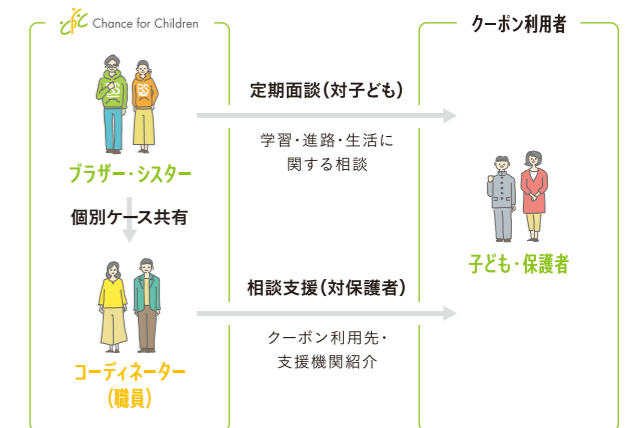 Chance for Children
クーポン利用者
BS
BS
ブラザー・シスター
定期面談（対子ども）
学習・進路・生活に
関する相談
個別ケース共有
子ども・保護者
コーディネーター
（職員）
相談支援（対保護者）
クーポン利用先・
支援機関紹介